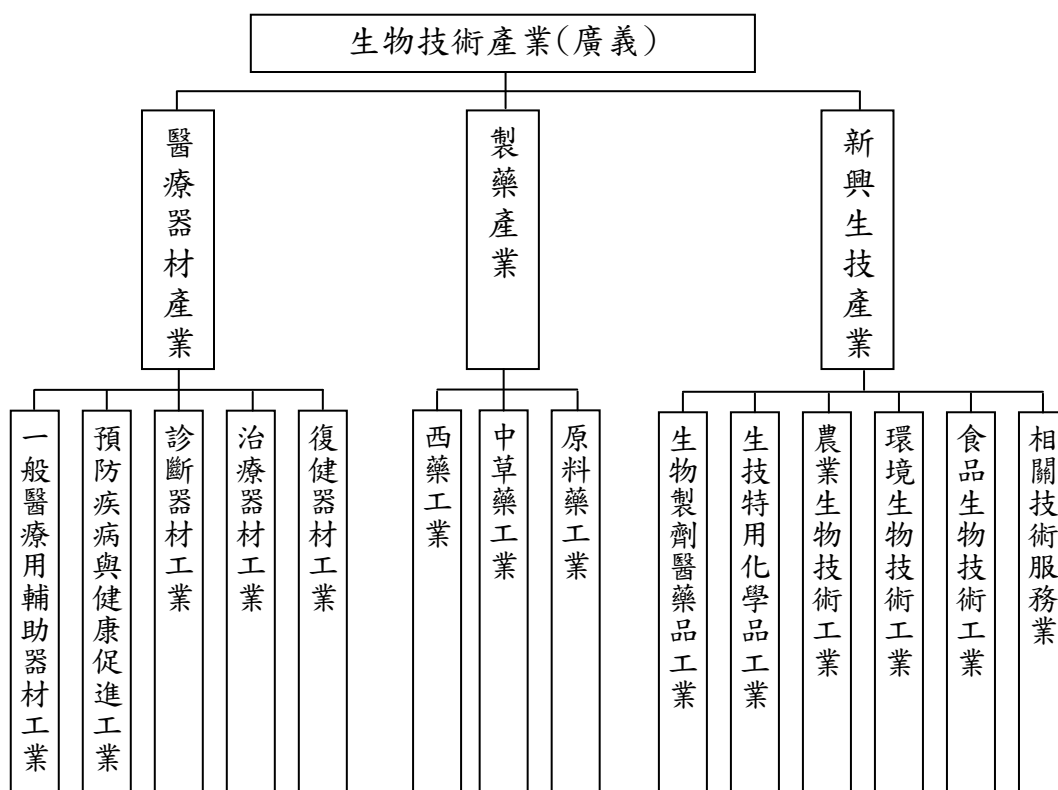 生物技術產業(廣義)
醫療器材產業
製藥產業
新興生技產業
一般醫療用輔助器材工業
預防疾病與健康促進工業
診斷器材工業
治療器材工業
復健器材工業
西藥工業
中草藥工業
原料藥工業
生物製劑醫藥品工業
生技特用化學品工業
農業生物技術工業
環境生物技術工業
食品生物技術工業
相關技術服務業